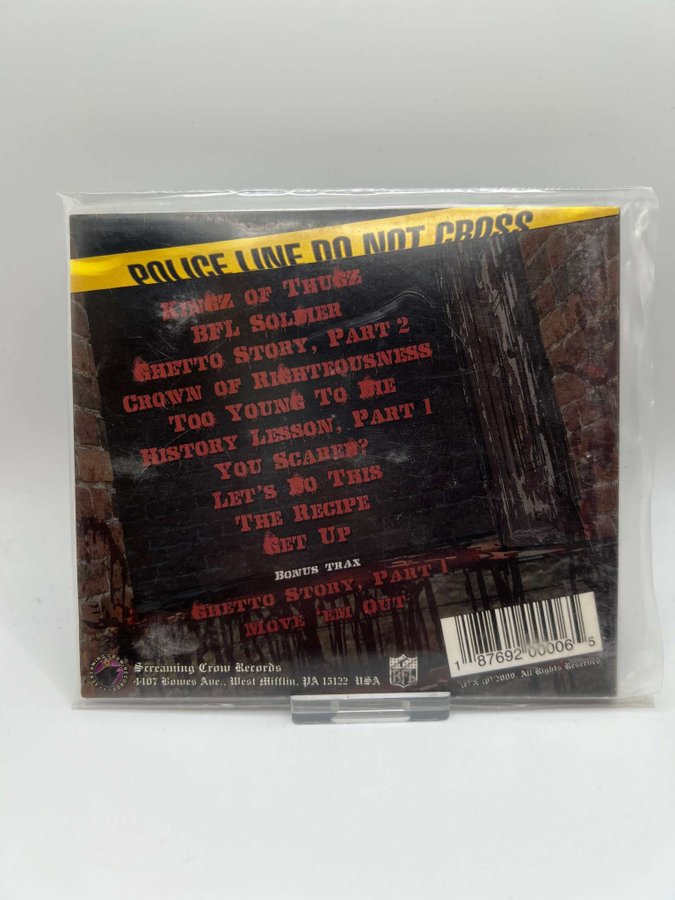 POLICE LINE DO NOT CROSS
Kingz of Thugz
BFL Soldier
Ghetto Story, Part 2
Crown of Righteousness
Too Young To Die
History Lesson, Part 1
You Scared?
Let's Do This
The Recipe
Get Up
Bonus Trax
Ghetto Story, Part 1
Move 'Em Out
Screaming Crow Records
4107 Bowes Ave., West Mifflin, PA 15122 USA
BFL
1 87692 00006 5
(C) & (P) 2000 All Rights Reserved